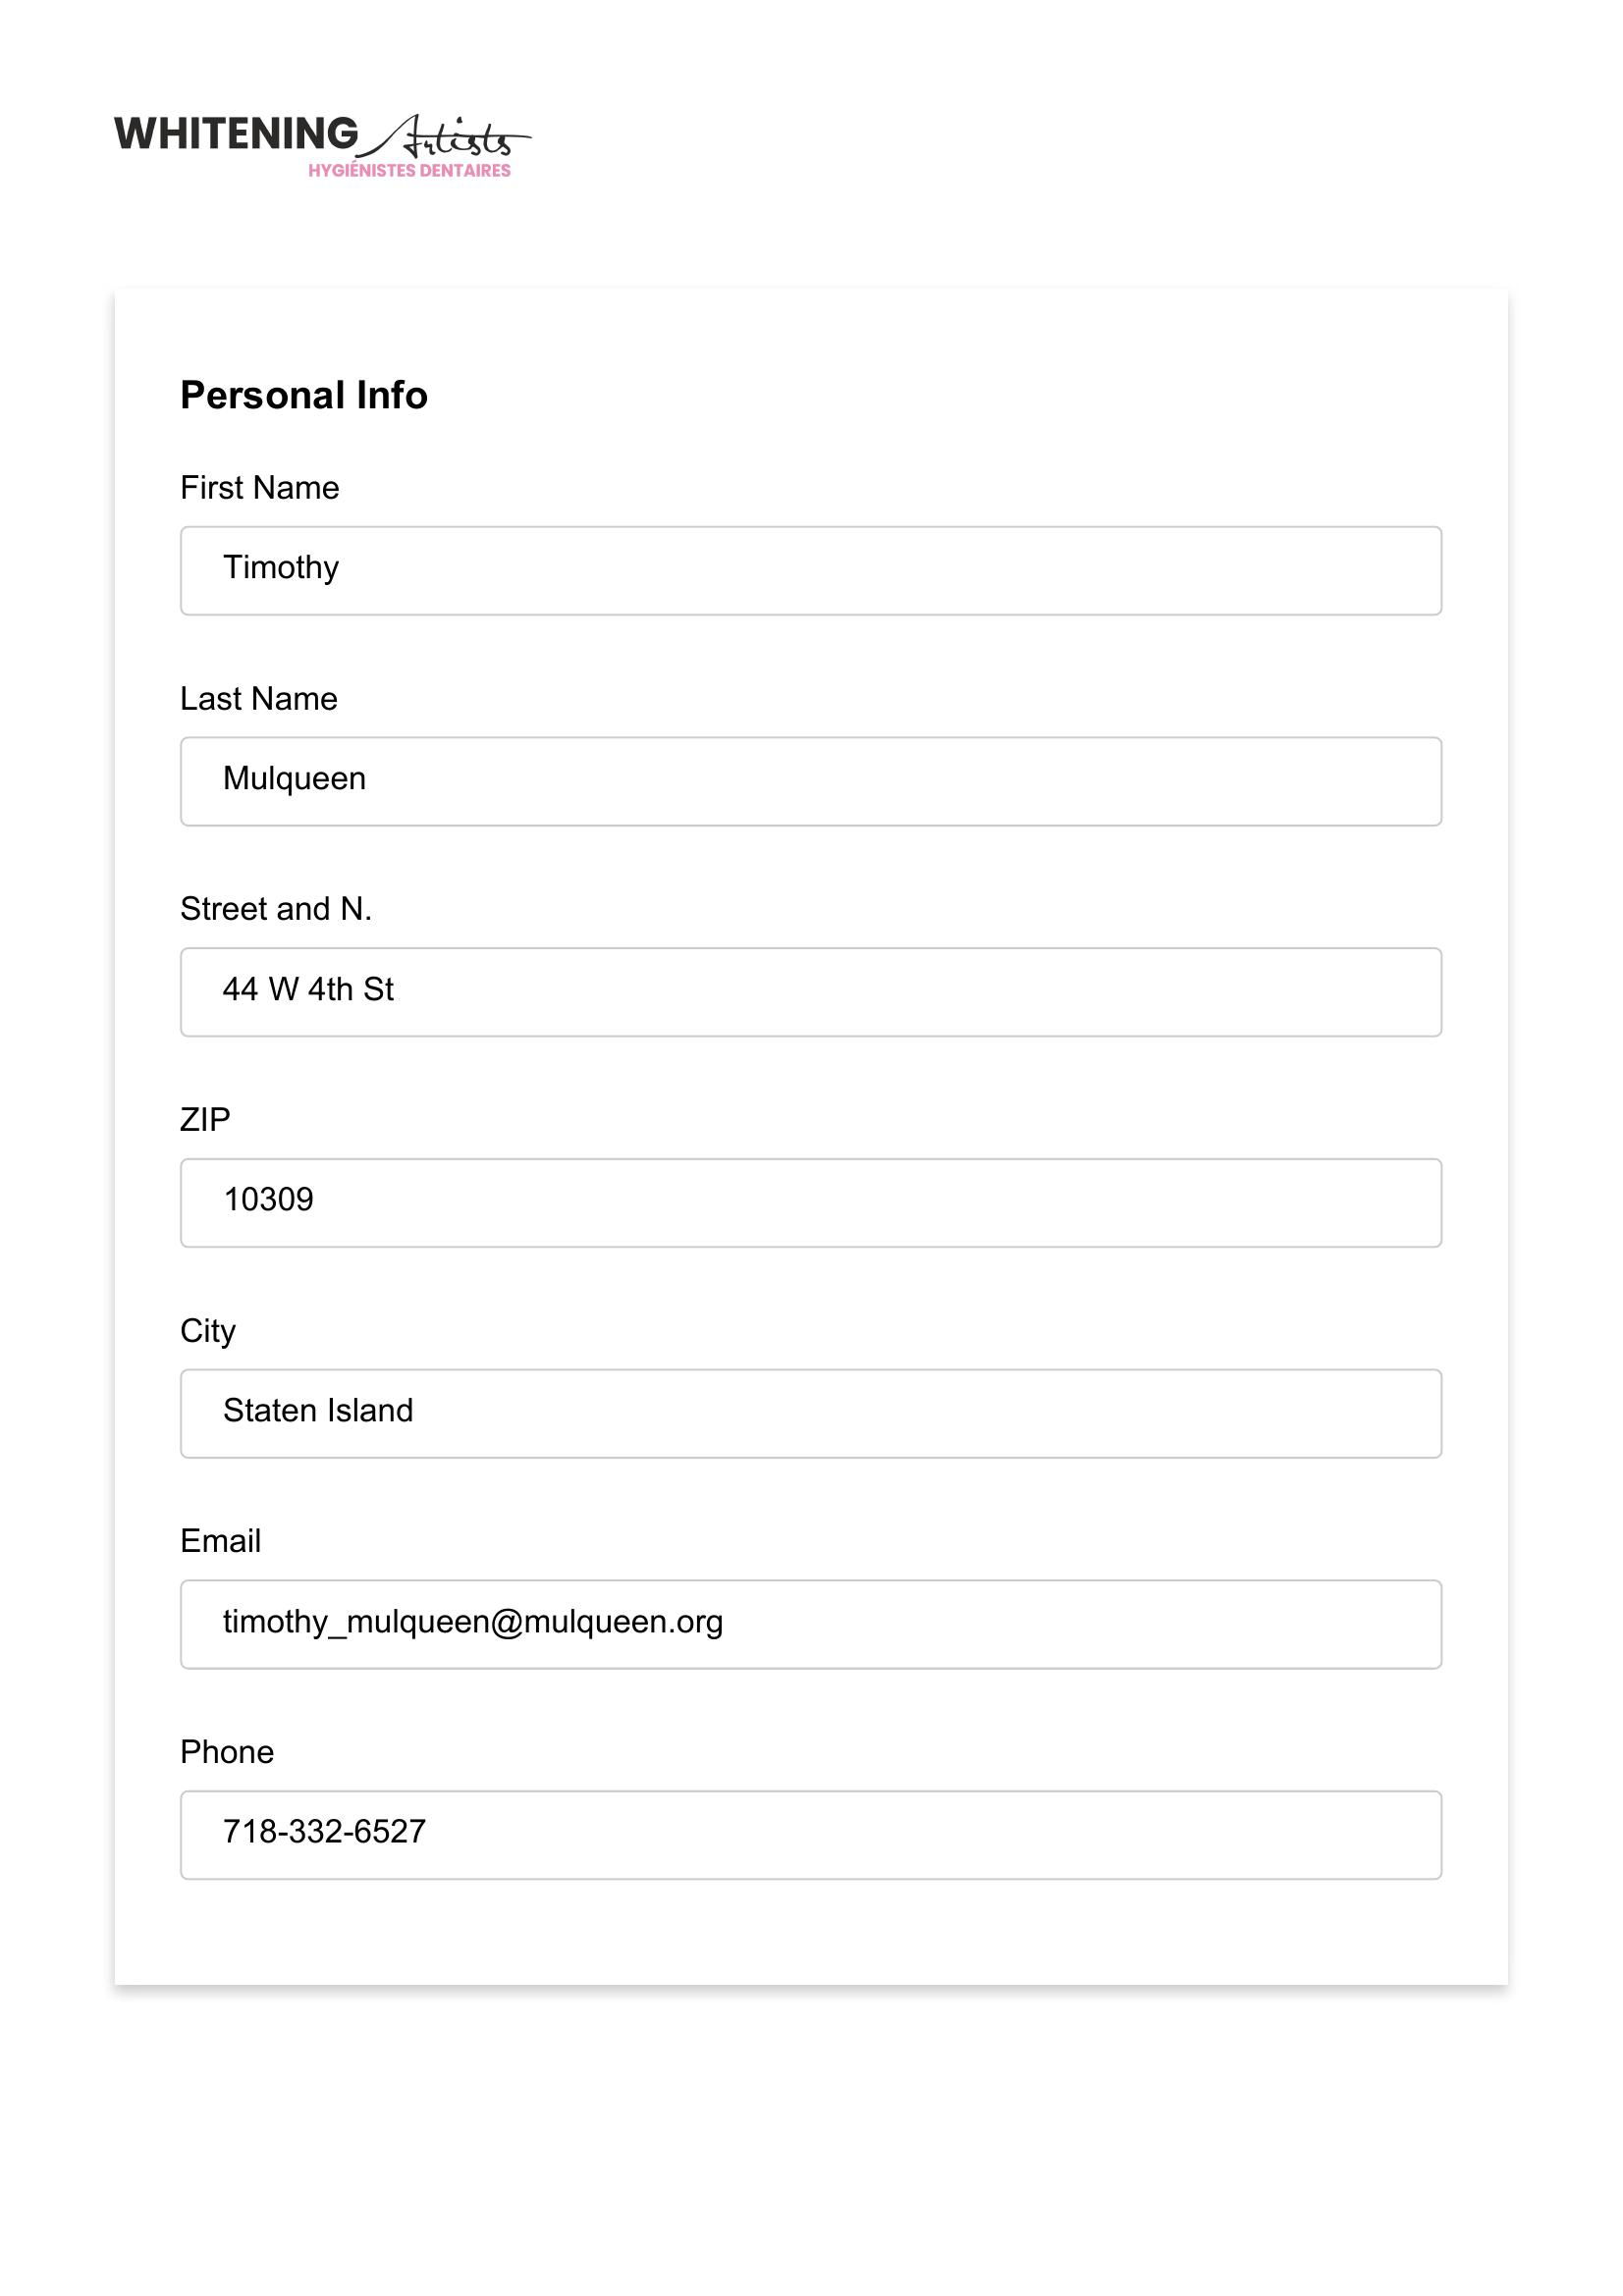 WHITENING Artists
HYGIÉNISTES DENTAIRES
Personal Info
First Name
Timothy
Last Name
Mulqueen
Street and N.
44 W 4th St
ZIP
10309
City
Staten Island
Email
timothy_mulqueen@mulqueen.org
Phone
718-332-6527